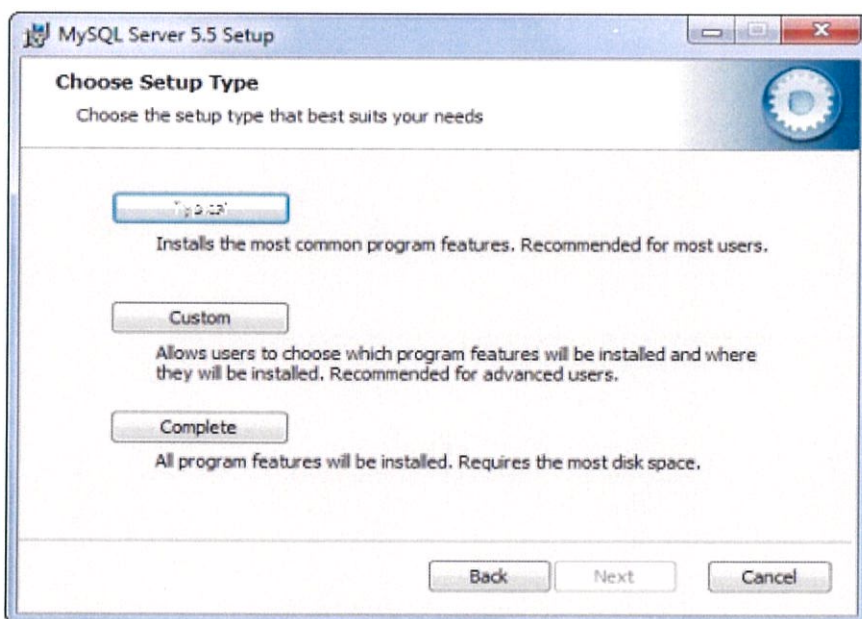 MySQL Server 5.5 Setup
Choose Setup Type
Choose the setup type that best suits your needs
Typical
Installs the most common program features. Recommended for most users.
Custom
Allows users to choose which program features will be installed and where
they will be installed. Recommended for advanced users.
Complete
All program features will be installed. Requires the most disk space.
Back Next Cancel